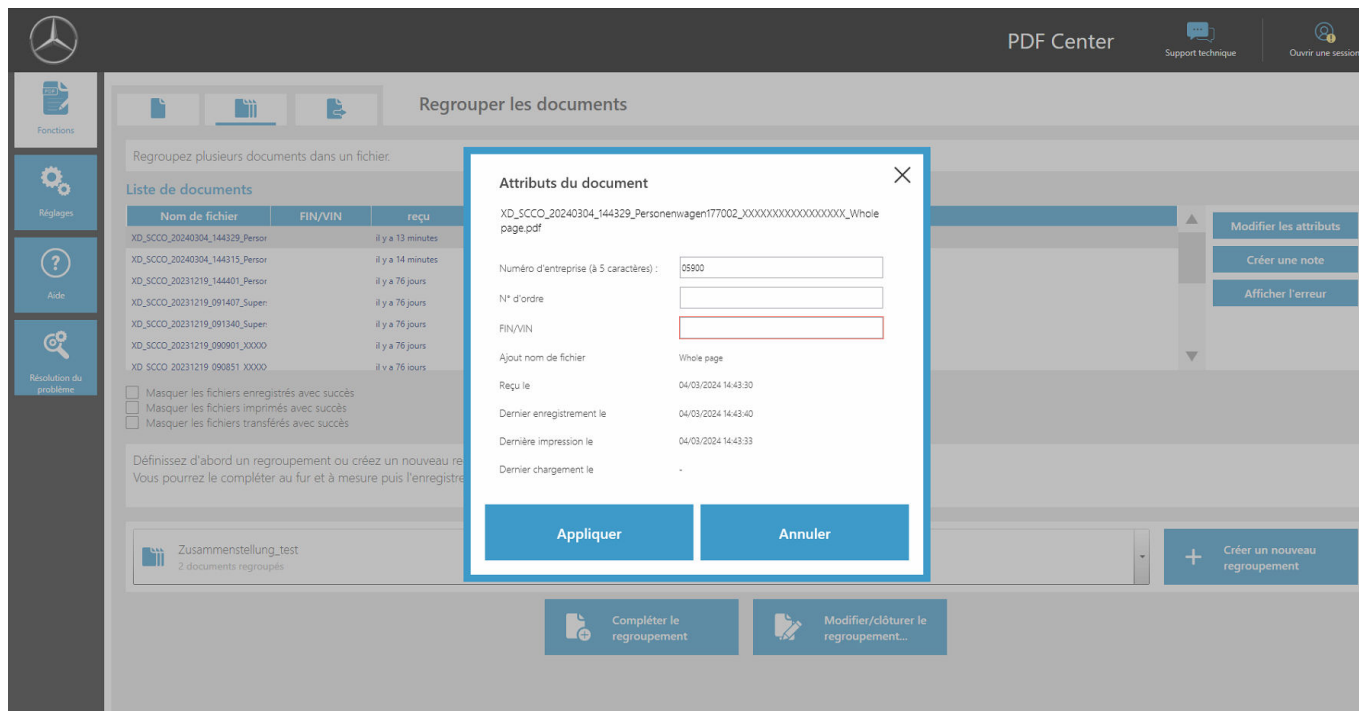 PDF Center
Support technique
Ouvrir une session
Fonctions
Réglages
Aide
Résolution du
problème
Regrouper les documents
Regroupez plusieurs documents dans un fichier.
Liste de documents
Nom de fichier FIN/VIN reçu
XD_SCCO_20240304_144329_Person il y a 13 minutes
XD_SCCO_20240304_144315_Person il y a 14 minutes
XD_SCCO_20231219_144401_Person il y a 76 jours
XD_SCCO_20231219_091407_Super il y a 76 jours
XD_SCCO_20231219_091340_Super il y a 76 jours
XD_SCCO_20231219_090901_XXXXX il y a 76 jours
XD_SCCO_20231219_090851_XXXXX il y a 76 jours
Modifier les attributs
Créer une note
Afficher l'erreur
Masquer les fichiers enregistrés avec succès
Masquer les fichiers imprimés avec succès
Masquer les fichiers transférés avec succès
Définissez d'abord un regroupement ou créez un nouveau re
Vous pourrez le compléter au fur et à mesure puis l'enregistre
Attributs du document
XD_SCCO_20240304_144329_Personenwagen177002_XXXXXXXXXXXXXXXXX_Whole
page.pdf
Numéro d'entreprise (à 5 caractères) : 05900
N° d'ordre
FIN/VIN
Ajout nom de fichier Whole page
Reçu le 04/03/2024 14:43:30
Dernier enregistrement le 04/03/2024 14:43:40
Dernière impression le 04/03/2024 14:43:33
Dernier chargement le -
Appliquer
Annuler
Zusammenstellung_test
2 documents regroupés
Créer un nouveau
regroupement
Compléter le
regroupement
Modifier/clôturer le
regroupement...